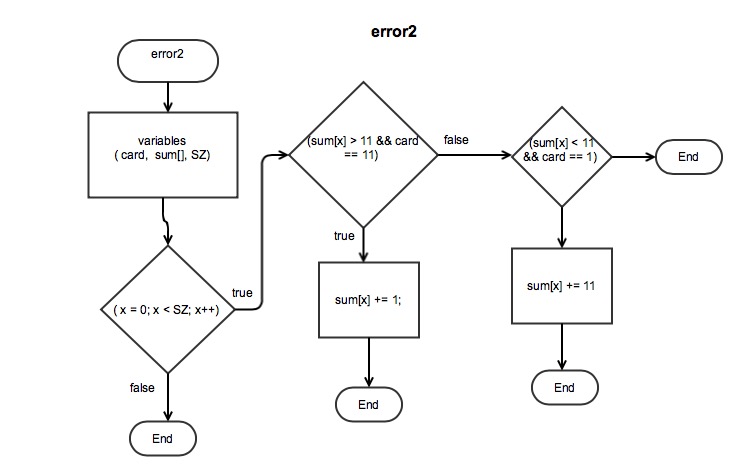 error2
error2
variables
( card, sum[], SZ)
( x = 0; x < SZ; x++)
true
false
End
(sum[x] > 11 && card
== 11)
false
true
sum[x] += 1;
End
(sum[x] < 11
&& card == 1)
End
sum[x] += 11
End